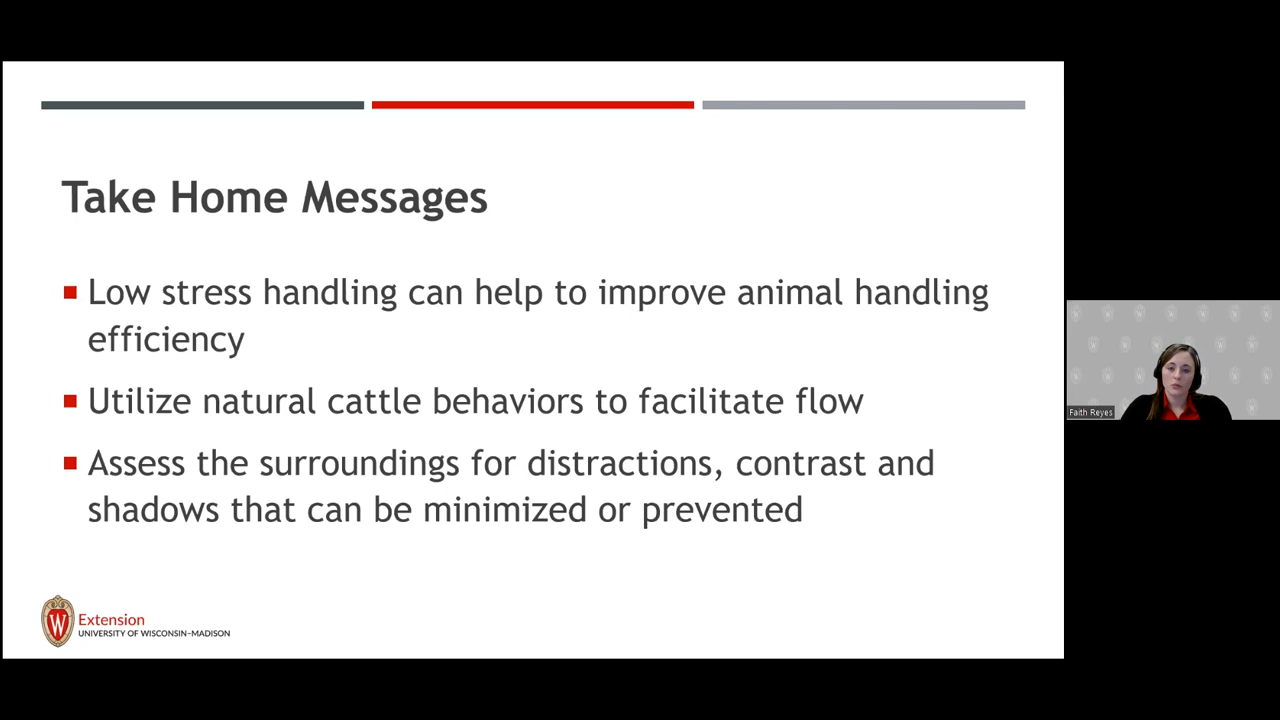 Take Home Messages
Low stress handling can help to improve animal handling
efficiency
Utilize natural cattle behaviors to facilitate flow
Assess the surroundings for distractions, contrast and
shadows that can be minimized or prevented
W
Extension
UNIVERSITY OF WISCONSIN–MADISON
Faith Reyes